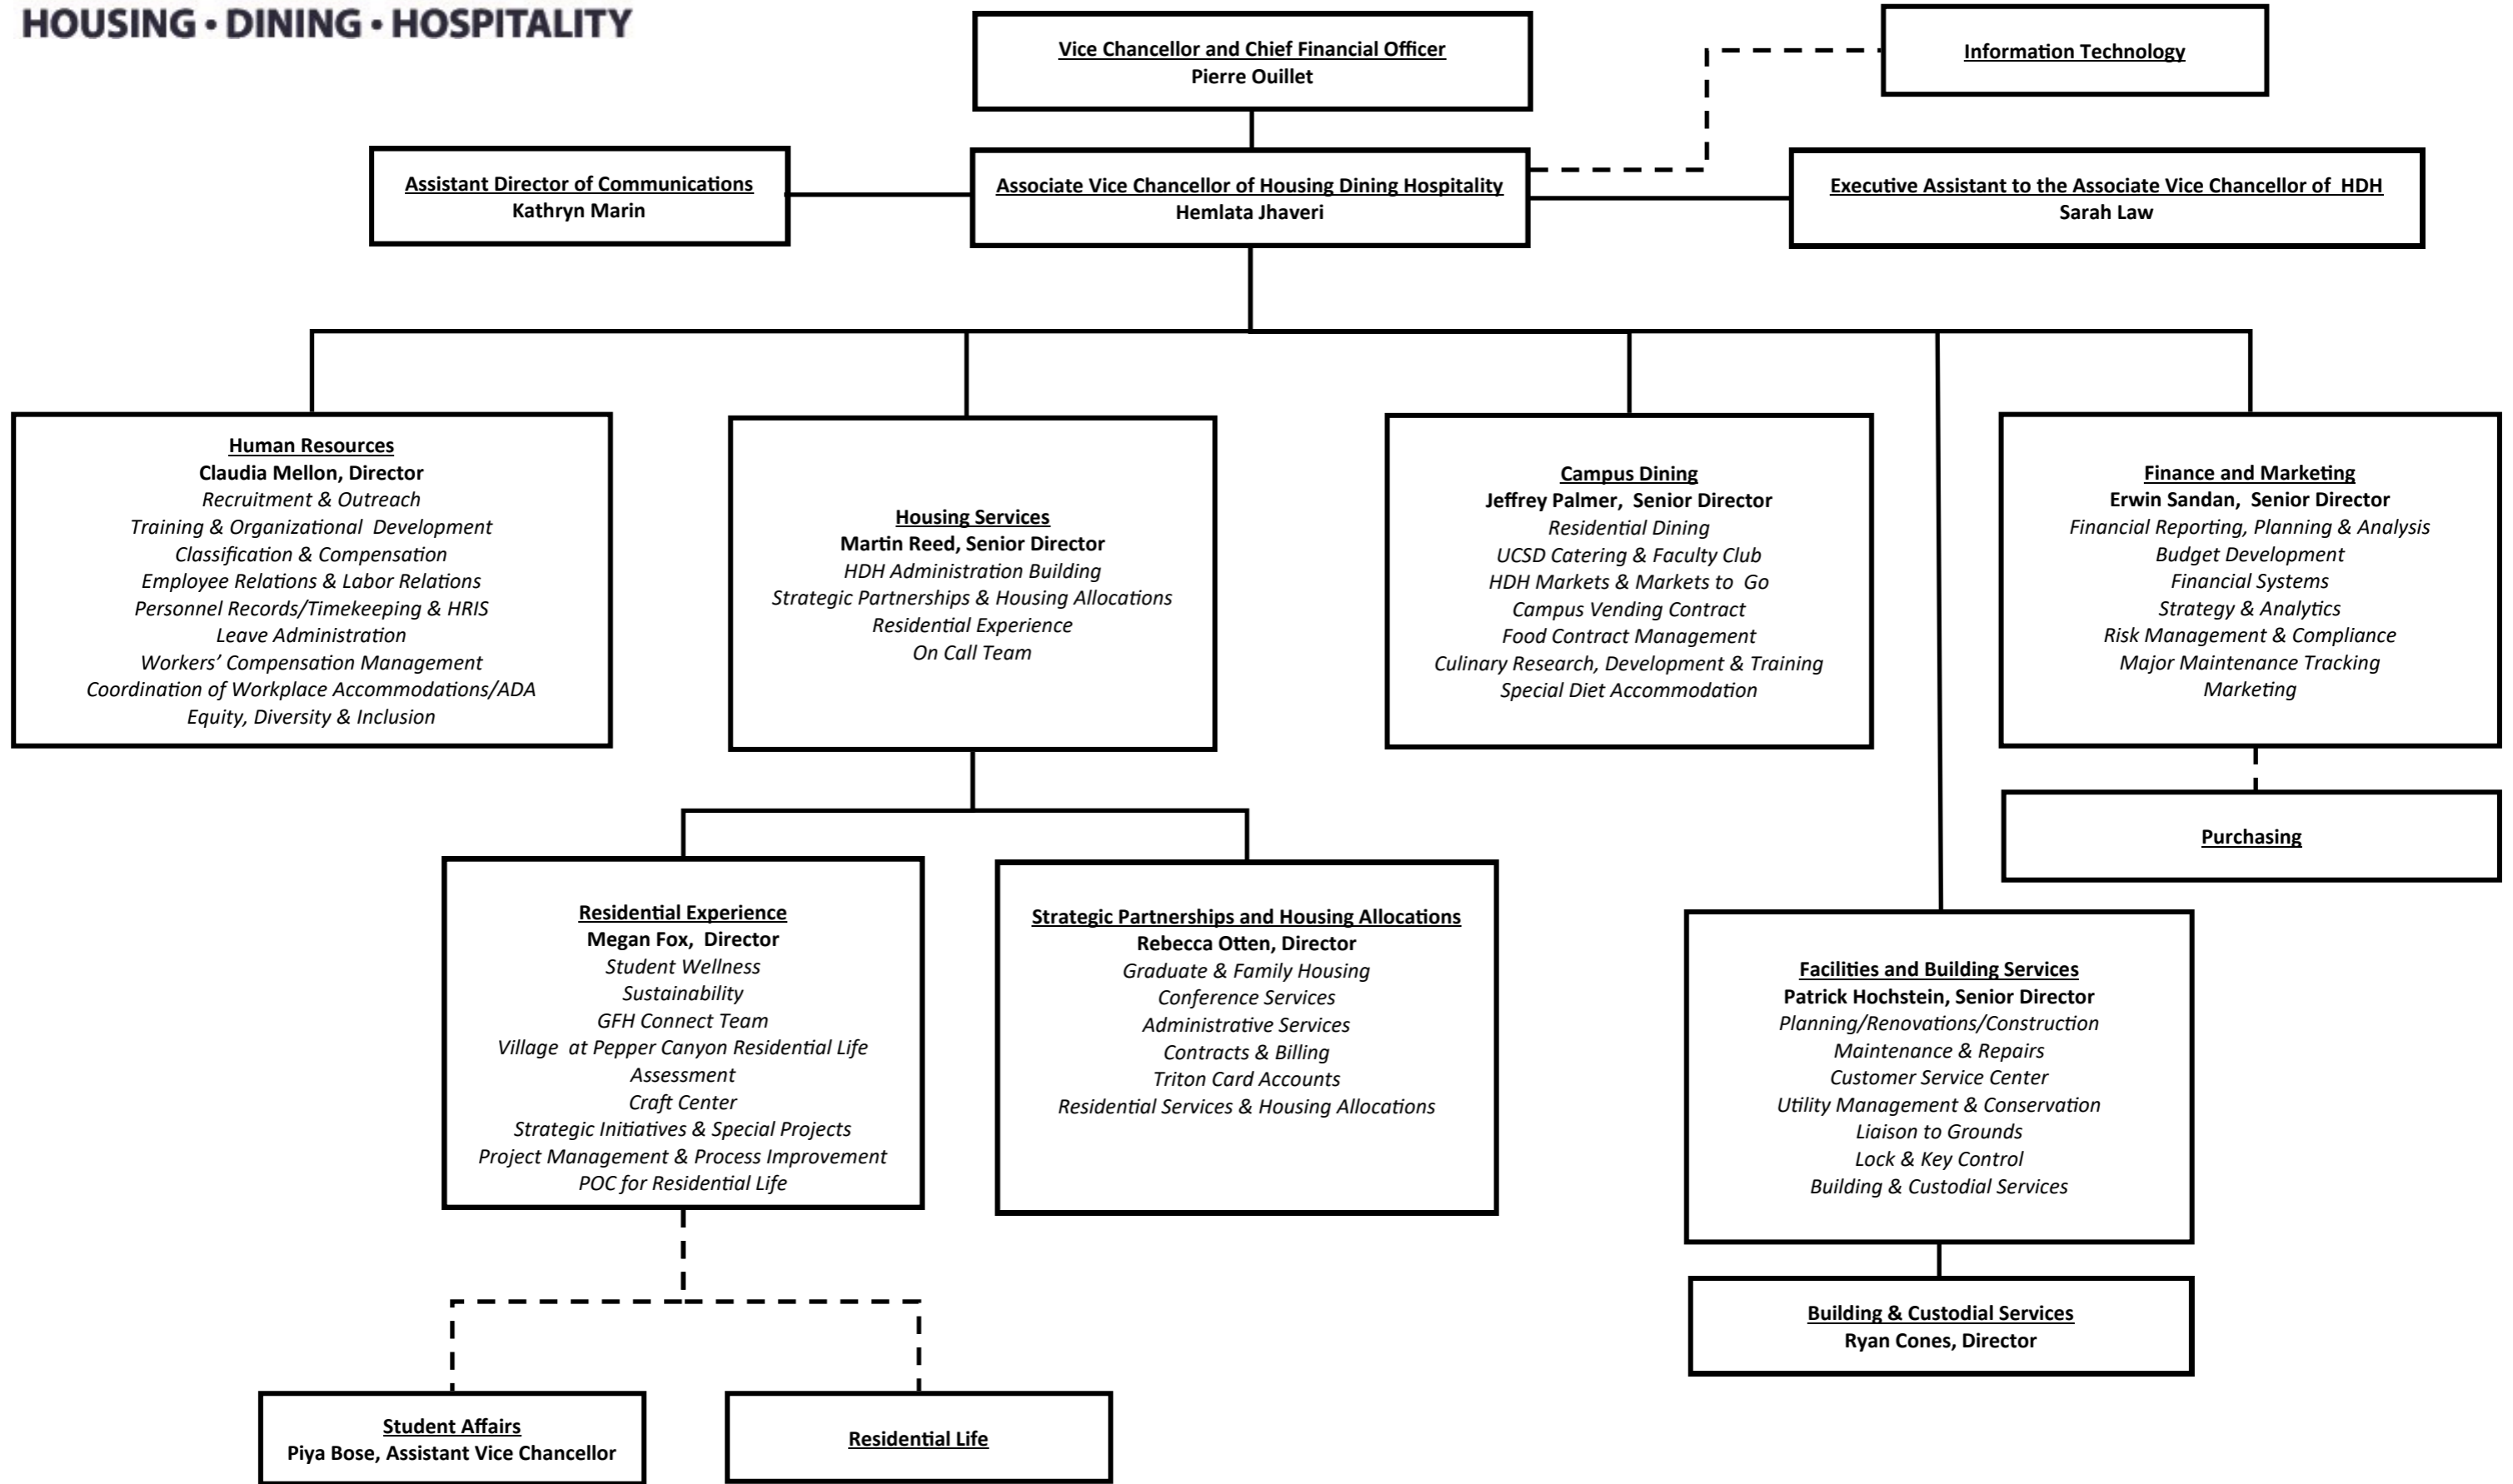 HOUSING • DINING • HOSPITALITY
Vice Chancellor and Chief Financial Officer
Pierre Ouillet
Information Technology
Assistant Director of Communications
Kathryn Marin
Associate Vice Chancellor of Housing Dining Hospitality
Hemlata Jhaveri
Executive Assistant to the Associate Vice Chancellor of HDH
Sarah Law
Human Resources
Claudia Mellon, Director
Recruitment & Outreach
Training & Organizational Development
Classification & Compensation
Employee Relations & Labor Relations
Personnel Records/Timekeeping & HRIS
Leave Administration
Workers’ Compensation Management
Coordination of Workplace Accommodations/ADA
Equity, Diversity & Inclusion
Housing Services
Martin Reed, Senior Director
HDH Administration Building
Strategic Partnerships & Housing Allocations
Residential Experience
On Call Team
Campus Dining
Jeffrey Palmer, Senior Director
Residential Dining
UCSD Catering & Faculty Club
HDH Markets & Markets to Go
Campus Vending Contract
Food Contract Management
Culinary Research, Development & Training
Special Diet Accommodation
Finance and Marketing
Erwin Sandan, Senior Director
Financial Reporting, Planning & Analysis
Budget Development
Financial Systems
Strategy & Analytics
Risk Management & Compliance
Major Maintenance Tracking
Marketing
Purchasing
Residential Experience
Megan Fox, Director
Student Wellness
Sustainability
GFH Connect Team
Village at Pepper Canyon Residential Life
Assessment
Craft Center
Strategic Initiatives & Special Projects
Project Management & Process Improvement
POC for Residential Life
Strategic Partnerships and Housing Allocations
Rebecca Otten, Director
Graduate & Family Housing
Conference Services
Administrative Services
Contracts & Billing
Triton Card Accounts
Residential Services & Housing Allocations
Facilities and Building Services
Patrick Hochstein, Senior Director
Planning/Renovations/Construction
Maintenance & Repairs
Customer Service Center
Utility Management & Conservation
Liaison to Grounds
Lock & Key Control
Building & Custodial Services
Building & Custodial Services
Ryan Cones, Director
Student Affairs
Piya Bose, Assistant Vice Chancellor
Residential Life